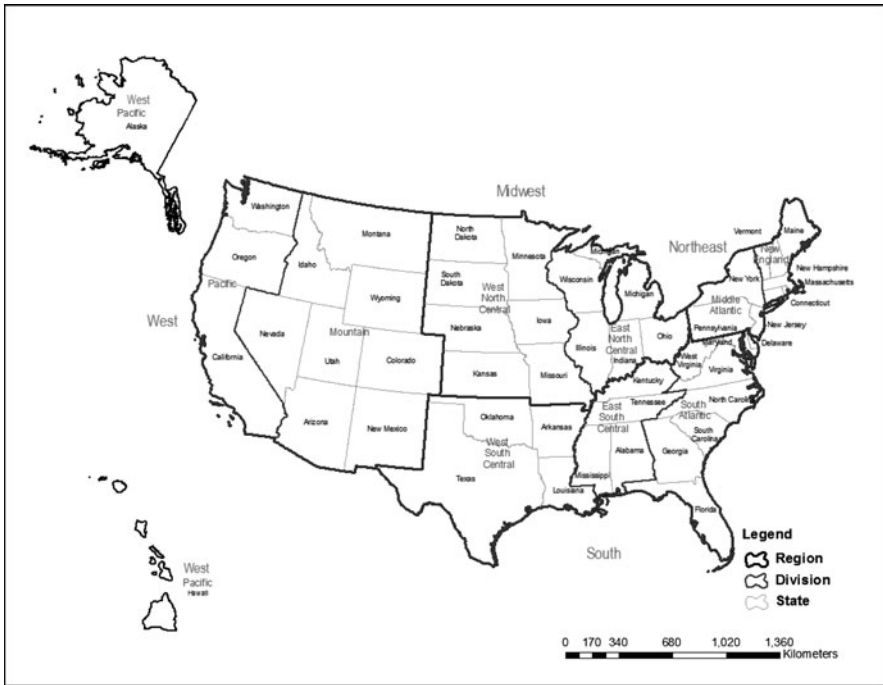 West
Pacific
Alaska
Midwest
Northeast
West
South
Washington
Oregon
Pacific
California
Nevada
Idaho
Montana
Wyoming
Mountain
Utah
Colorado
Arizona
New Mexico
North
Dakota
South
Dakota
West
North
Central
Nebraska
Kansas
Minnesota
Iowa
Missouri
Wisconsin
Michigan
Michigan
Illinois
East
North
Central
Indiana
Ohio
Oklahoma
Texas
West
South
Central
Arkansas
Louisiana
Kentucky
Tennessee
East
South
Central
Mississippi
Alabama
West
Virginia
Virginia
Maryland
Delaware
North Carolina
South
Atlantic
South
Carolina
Georgia
Florida
Vermont
Maine
New
England
New Hampshire
Massachusetts
Connecticut
New York
Middle
Atlantic
Pennsylvania
New Jersey
West
Pacific
Hawaii
Legend
Region
Division
State
0 170 340 680 1,020 1,360
Kilometers